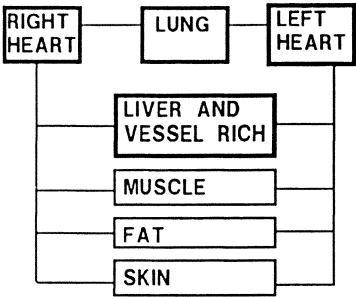 RIGHT
HEART
LUNG
LEFT
HEART
LIVER AND
VESSEL RICH
MUSCLE
FAT
SKIN